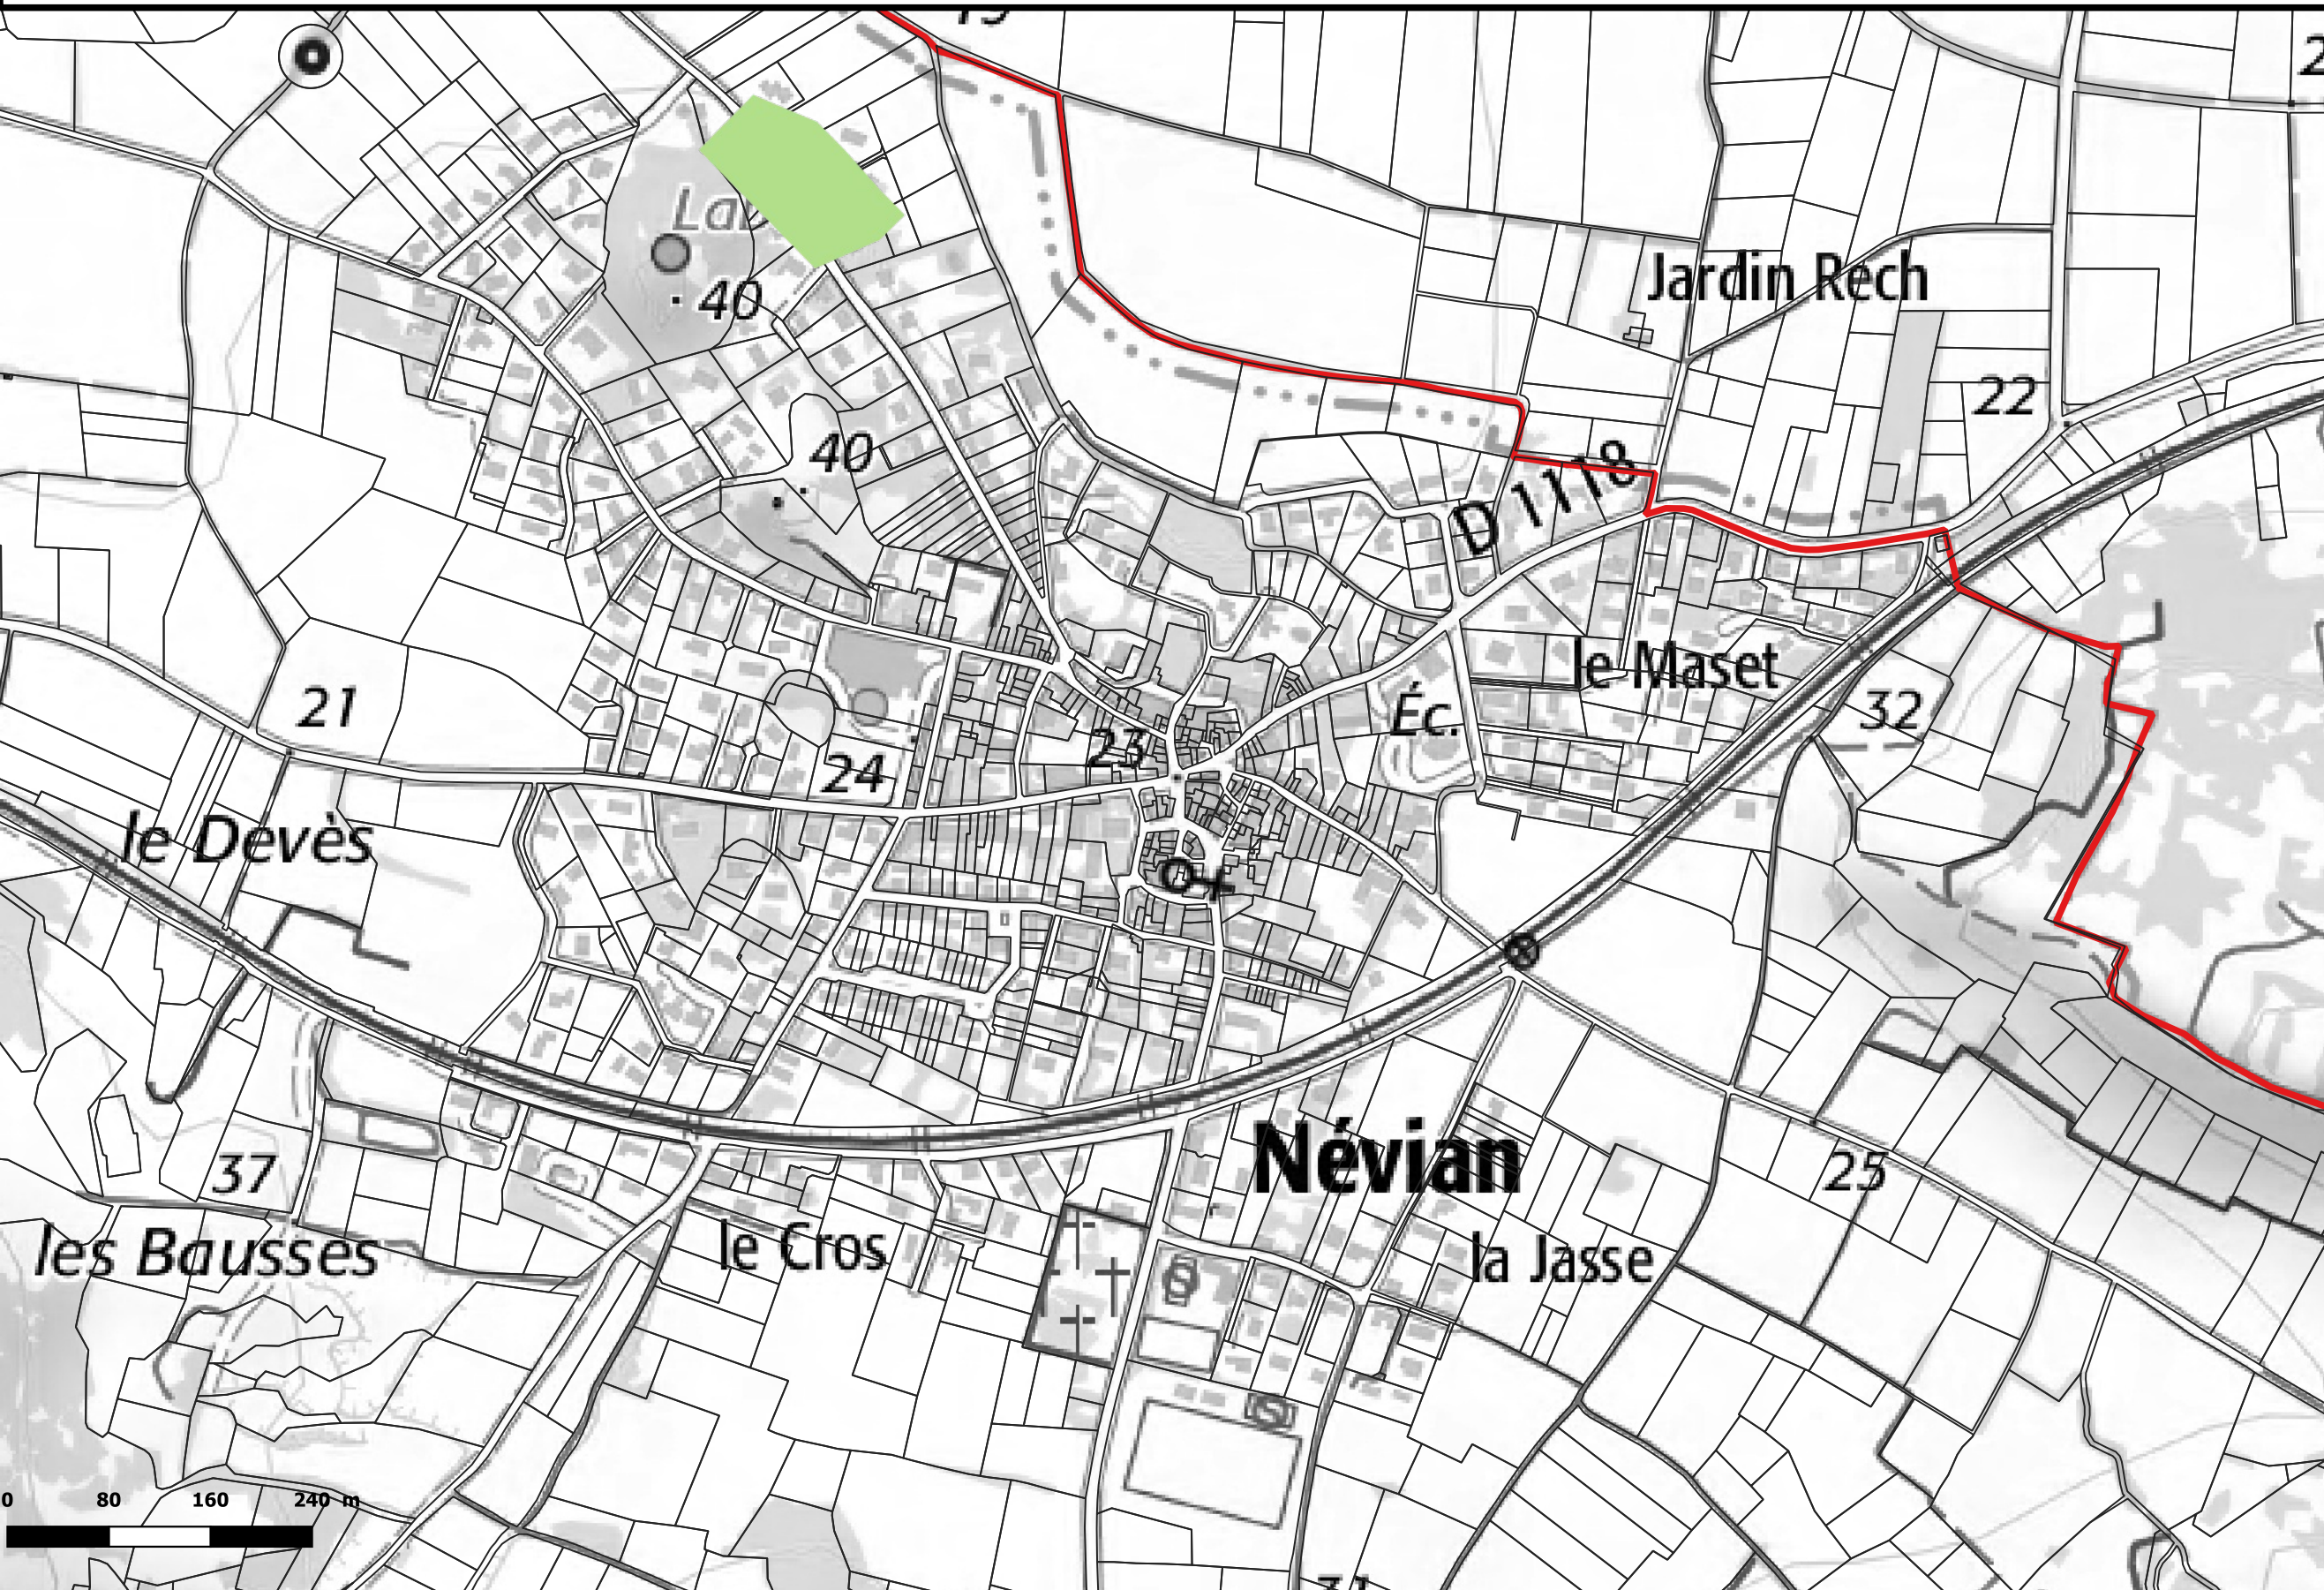 Jardin Rech
40
22
40
D 1118
le Maset
21
Éc.
32
23
24
le Devès
Névian
37
25
les Bausses
le Cros
la Jasse
0 80 160 240 m